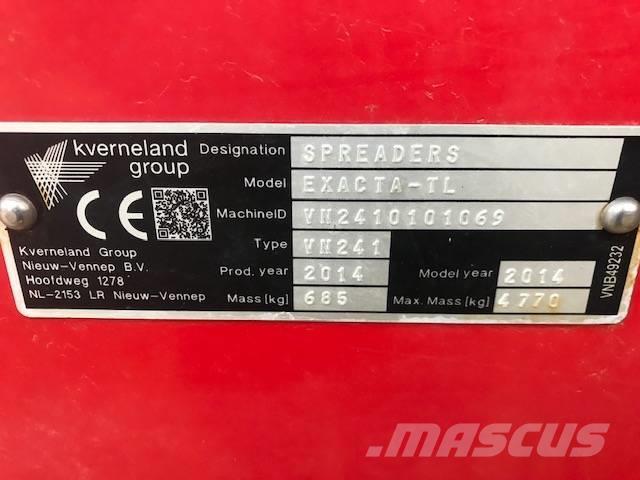 kverneland
group
CE
Kverneland Group
Nieuw-Vennep B.V.
Hoofdweg 1278
NL-2153 LR Nieuw-Vennep
Designation SPREADERS
Model EXACTA-TL
MachineID VN2410101069
Type VN241
Prod. year 2014 Model year 2014
Mass [kg] 685 Max. Mass [kg] 4770
VNB49232
MASCUS